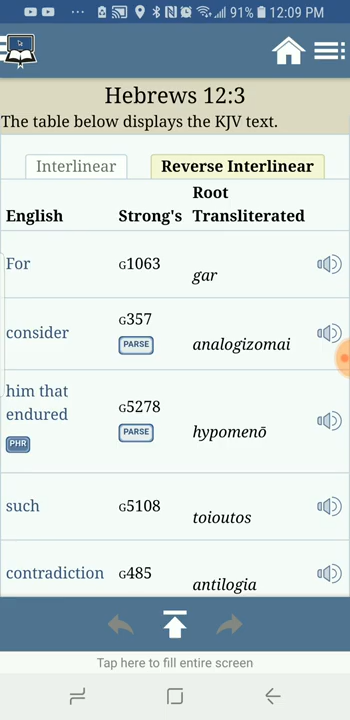 91% 12:09 PM
Hebrews 12:3
The table below displays the KJV text.
Interlinear Reverse Interlinear
English Strong's Root Transliterated
For G1063 gar
consider G357 PARSE analogizomai
him that endured PHR G5278 PARSE hypomenō
such G5108 toioutos
contradiction G485 antilogia
Tap here to fill entire screen